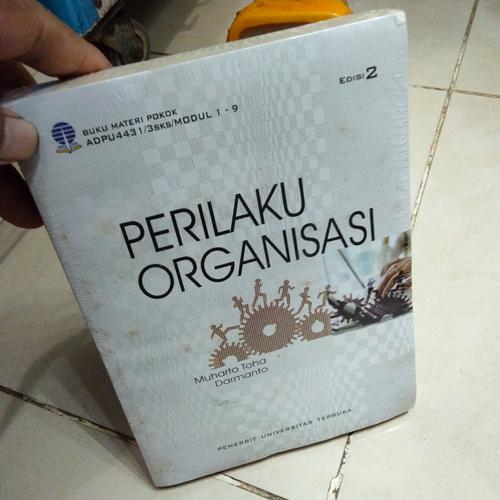 BUKU MATERI POKOK
ADPU4431/3SKS/MODUL 1 - 9
EDISI 2
PERILAKU
ORGANISASI
Muharto Toha
Darmanto
PENERBIT UNIVERSITAS TERBUKA